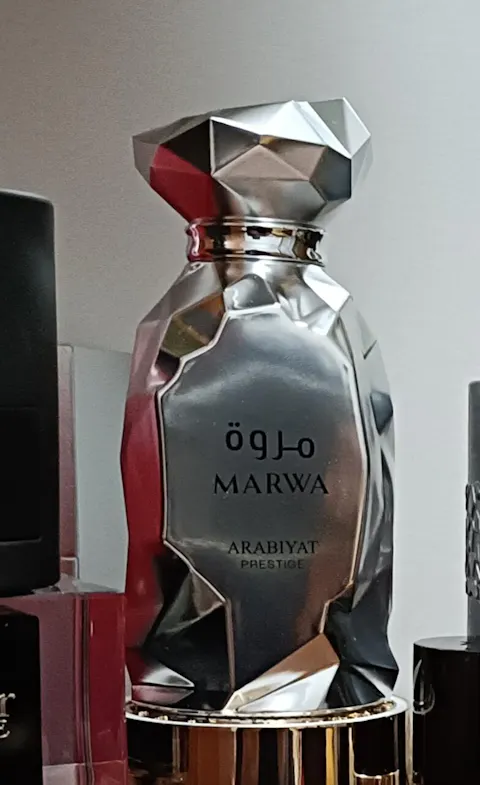 مروة
MARWA
ARABIYAT
PRESTIGE